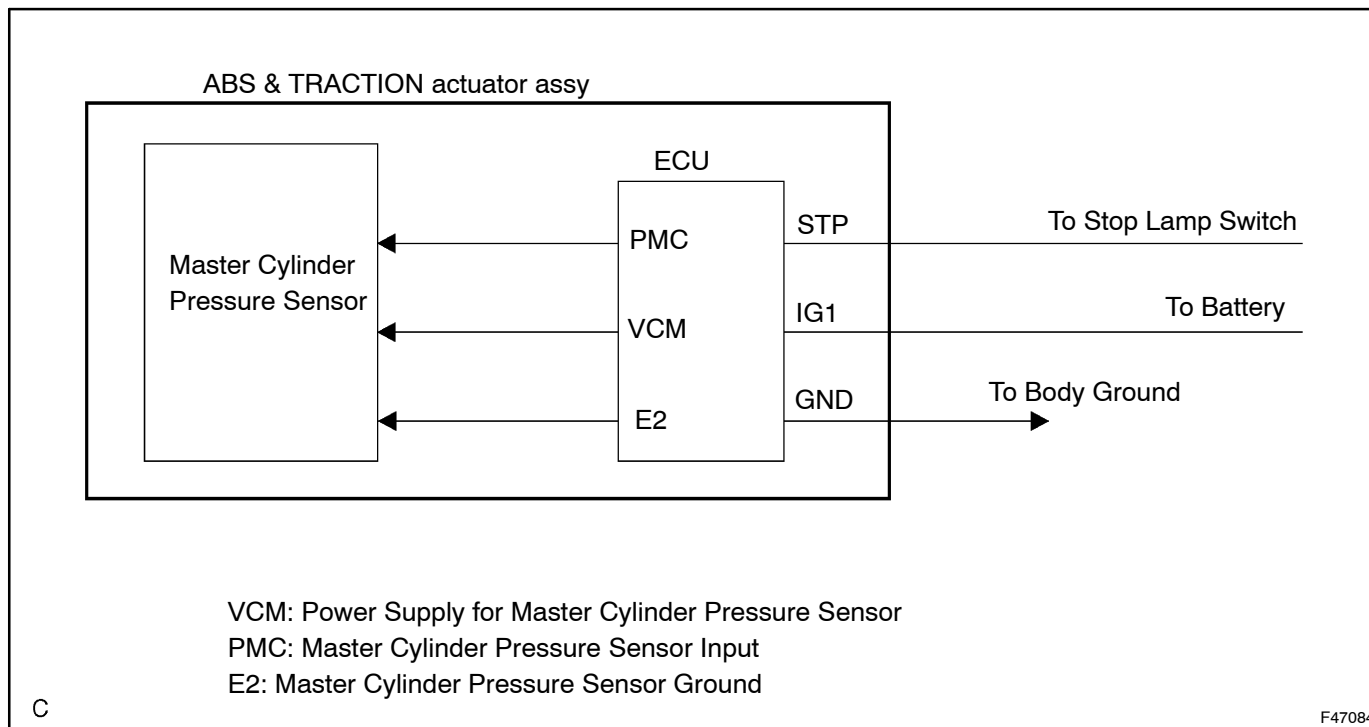 ABS & TRACTION actuator assy
ECU
Master Cylinder
Pressure Sensor
PMC
VCM
E2
STP
IG1
GND
To Stop Lamp Switch
To Battery
To Body Ground
VCM: Power Supply for Master Cylinder Pressure Sensor
PMC: Master Cylinder Pressure Sensor Input
E2: Master Cylinder Pressure Sensor Ground
C
F47084